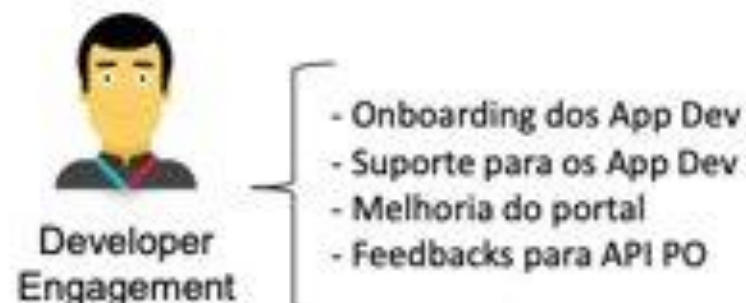 Developer
Engagement
- Onboarding dos App Dev
- Suporte para os App Dev
- Melhoria do portal
- Feedbacks para API PO